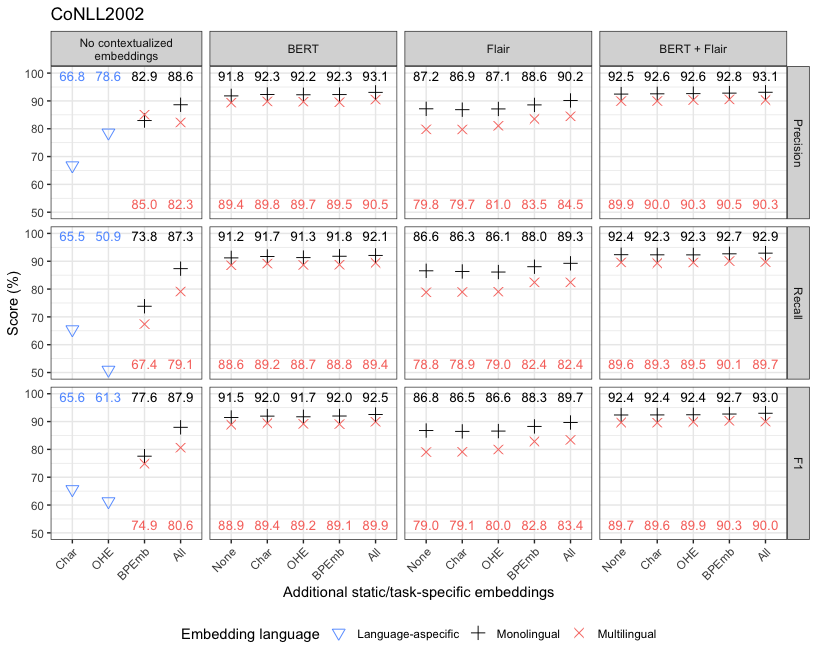 CoNLL2002
No contextualized
embeddings
BERT
Flair
BERT + Flair
100 66.8 78.6 82.9 88.6 91.8 92.3 92.2 92.3 93.1 87.2 86.9 87.1 88.6 90.2 92.5 92.6 92.6 92.8 93.1
90
80
70
60
50 85.0 82.3 89.4 89.8 89.7 89.5 90.5 79.8 79.7 81.0 83.5 84.5 89.9 90.0 90.3 90.5 90.3
Precision
100 65.5 50.9 73.8 87.3 91.2 91.7 91.3 91.8 92.1 86.6 86.3 86.1 88.0 89.3 92.4 92.3 92.3 92.7 92.9
90
80
70
60
50 67.4 79.1 88.6 89.2 88.7 88.8 89.4 78.8 78.9 79.0 82.4 82.4 89.6 89.3 89.5 90.1 89.7
Recall
100 65.6 61.3 77.6 87.9 91.5 92.0 91.7 92.0 92.5 86.8 86.5 86.6 88.3 89.7 92.4 92.4 92.4 92.7 93.0
90
80
70
60
50 74.9 80.6 88.9 89.4 89.2 89.1 89.9 79.0 79.1 80.0 82.8 83.4 89.7 89.6 89.9 90.3 90.0
F1
Score (%)
Char OHE BPEmb All None Char OHE BPEmb All None Char OHE BPEmb All None Char OHE BPEmb All
Additional static/task-specific embeddings
Embedding language Language-aspecific Monolingual Multilingual